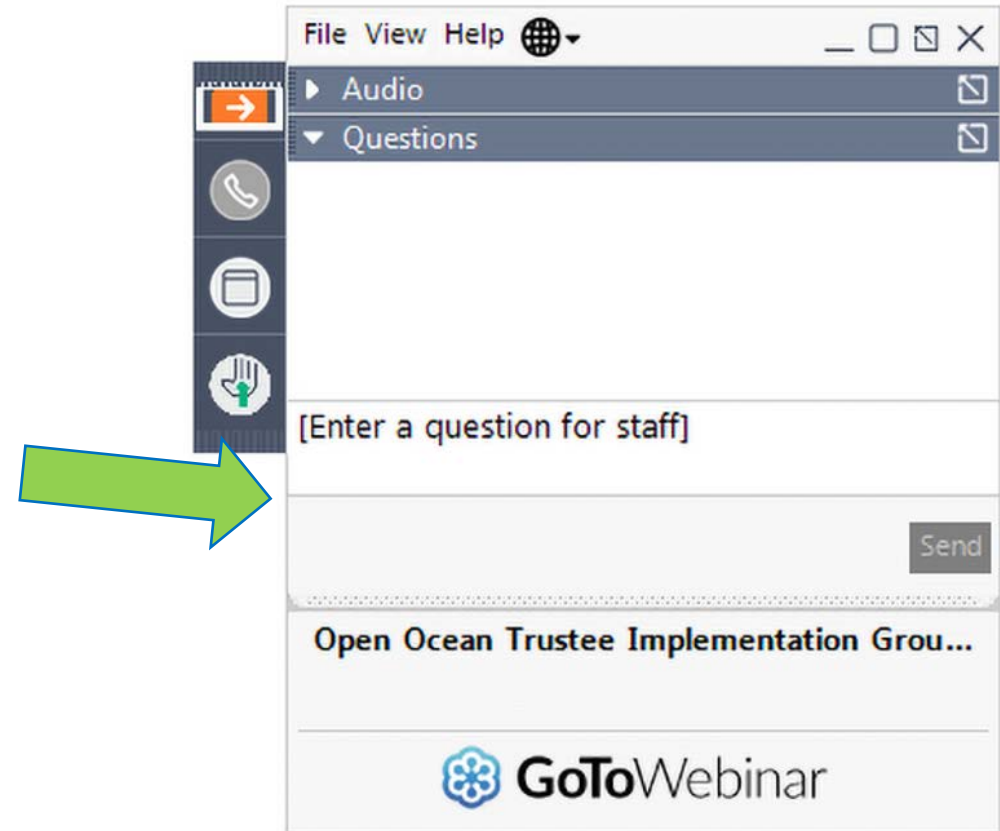 File View Help
Audio
Questions
[Enter a question for staff]
Send
Open Ocean Trustee Implementation Grou...
GoToWebinar